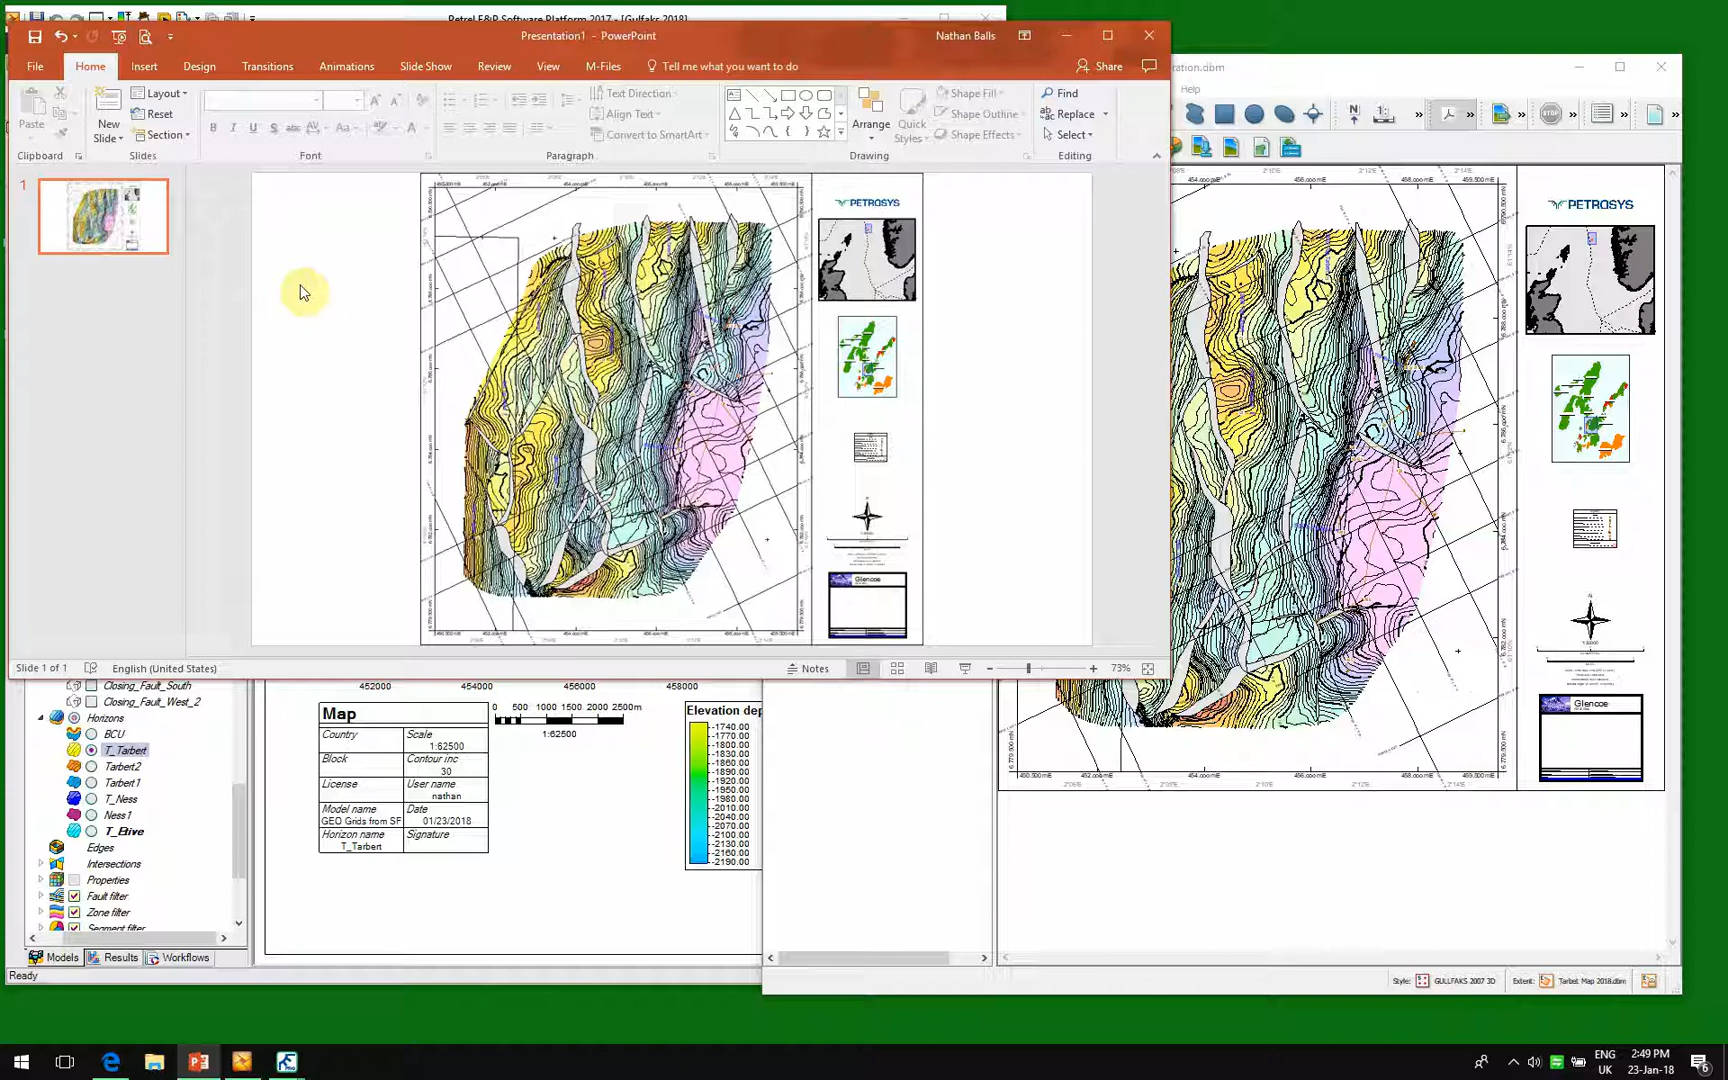 Petrel E&P Software Platform 2017 - [Gulfaks 2018]
Presentation1 - PowerPoint
Nathan Balls
File
Home
Insert
Design
Transitions
Animations
Slide Show
Review
View
M-Files
Tell me what you want to do
Share
Paste
New
Slide
Layout
Reset
Section
Text Direction
Align Text
Convert to SmartArt
Arrange
Quick
Styles
Shape Fill
Shape Outline
Shape Effects
Find
Replace
Select
Clipboard
Slides
Font
Paragraph
Drawing
Editing
ration.dbm
Help
STOP
1
PETROSYS
Glencoe
PETROSYS
Glencoe
Slide 1 of 1
English (United States)
Notes
73%
Closing_Fault_South
Closing_Fault_West_2
Horizons
BCU
T_Tarbert
Tarbert2
Tarbert1
T_Ness
Ness1
T_Etive
Edges
Intersections
Properties
Fault filter
Zone filter
Segment filter
Models
Results
Workflows
Ready
452000
454000
456000
458000
Map
Country
Scale
1:62500
Block
Contour inc
30
License
User name
nathan
Model name
GEO Grids from SF
Date
01/23/2018
Horizon name
T_Tarbert
Signature
0 500 1000 1500 2000 2500m
1:62500
Elevation dep
-1740.00
-1770.00
-1800.00
-1830.00
-1860.00
-1890.00
-1920.00
-1950.00
-1980.00
-2010.00
-2040.00
-2070.00
-2100.00
-2130.00
-2160.00
-2190.00
Style:
GULLFAKS 2007 3D
Extent:
Tarbet Map 2018.dbm
ENG
UK
2:49 PM
23-Jan-18
6